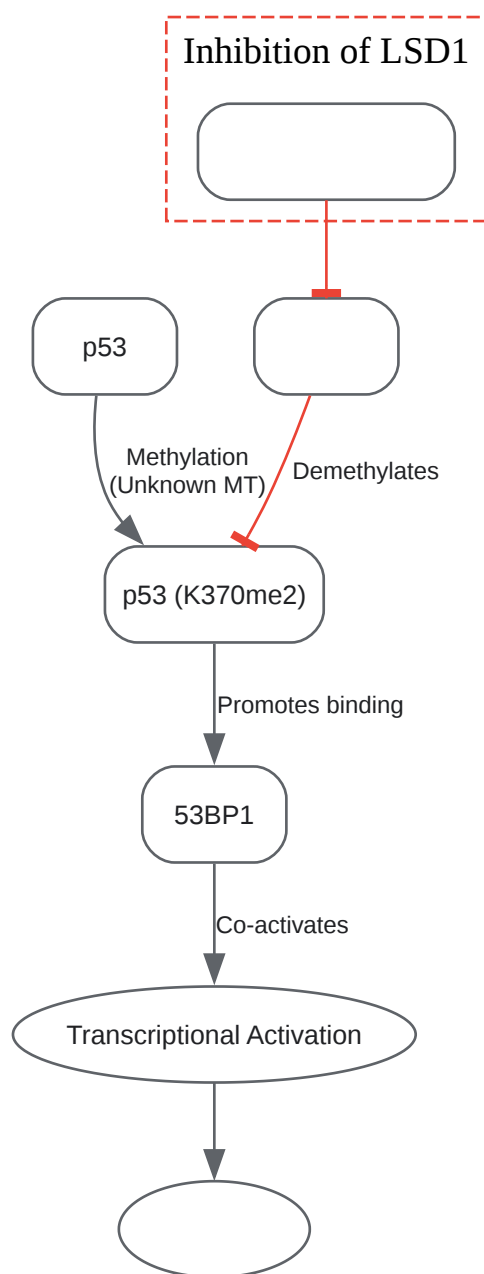 Inhibition of LSD1
p53
Methylation
(Unknown MT)
Demethylates
p53 (K370me2)
Promotes binding
53BP1
Co-activates
Transcriptional Activation